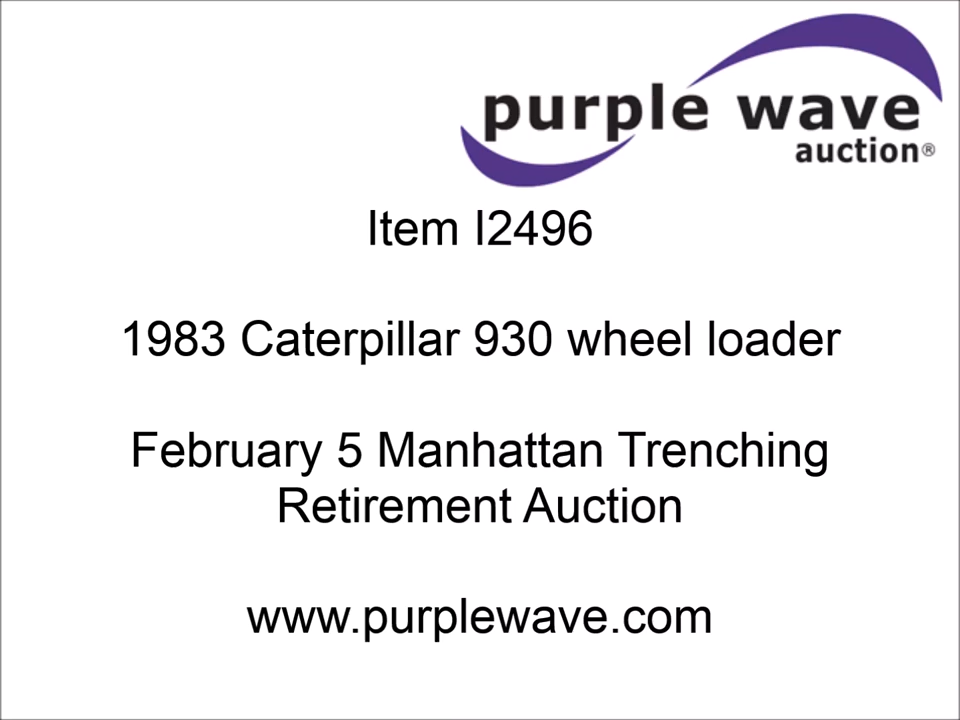 purple wave
auction®
Item I2496
1983 Caterpillar 930 wheel loader
February 5 Manhattan Trenching
Retirement Auction
www.purplewave.com